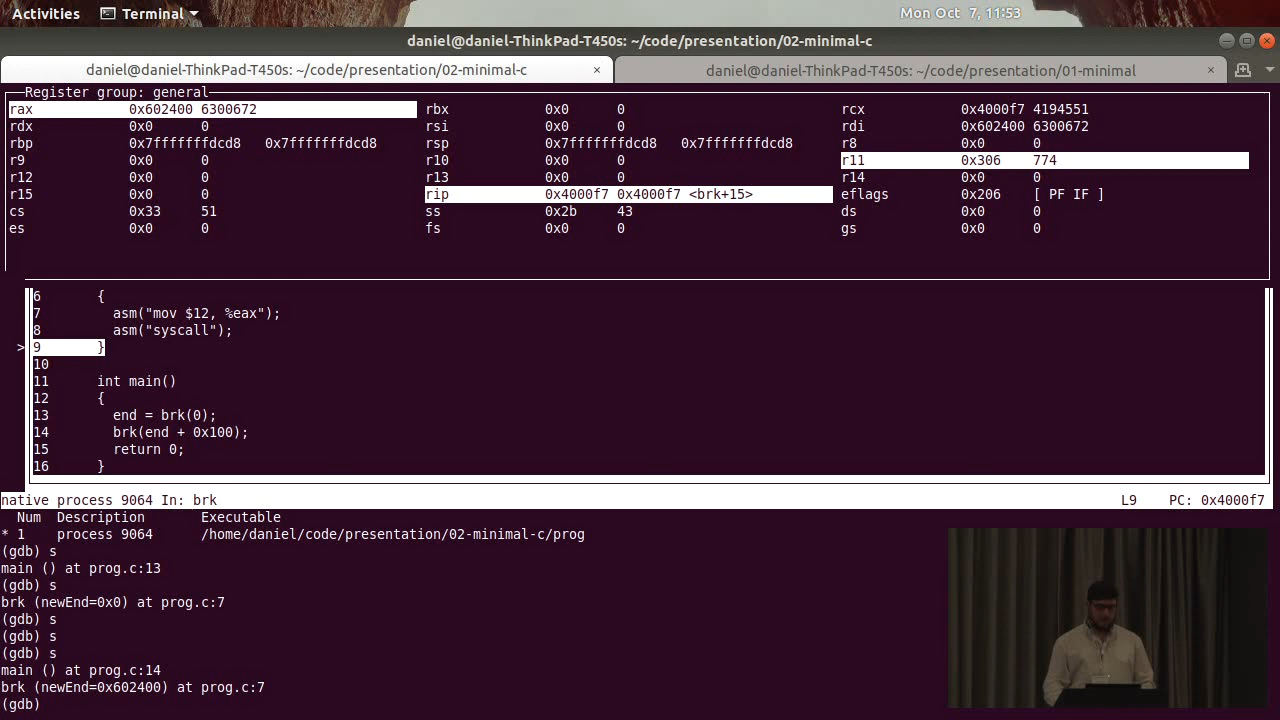 Activities Terminal Mon Oct 7, 11:53
daniel@daniel-ThinkPad-T450s: ~/code/presentation/02-minimal-c
daniel@daniel-ThinkPad-T450s: ~/code/presentation/02-minimal-c × daniel@daniel-ThinkPad-T450s: ~/code/presentation/01-minimal ×
Register group: general
rax 0x602400 6300672 rbx 0x0 0 rcx 0x4000f7 4194551
rdx 0x0 0 rsi 0x0 0 rdi 0x602400 6300672
rbp 0x7fffffffdcd8 0x7fffffffdcd8 rsp 0x7fffffffdcd8 0x7fffffffdcd8 r8 0x0 0
r9 0x0 0 r10 0x0 0 r11 0x306 774
r12 0x0 0 r13 0x0 0 r14 0x0 0
r15 0x0 0 rip 0x4000f7 0x4000f7 <brk+15> eflags 0x206 [ PF IF ]
cs 0x33 51 ss 0x2b 43 ds 0x0 0
es 0x0 0 fs 0x0 0 gs 0x0 0
6 {
7 asm("mov $12, %eax");
8 asm("syscall");
> 9 }
10
11 int main()
12 {
13 end = brk(0);
14 brk(end + 0x100);
15 return 0;
16 }
native process 9064 In: brk L9 PC: 0x4000f7
Num Description Executable
* 1 process 9064 /home/daniel/code/presentation/02-minimal-c/prog
(gdb) s
main () at prog.c:13
(gdb) s
brk (newEnd=0x0) at prog.c:7
(gdb) s
(gdb) s
(gdb) s
main () at prog.c:14
brk (newEnd=0x602400) at prog.c:7
(gdb)